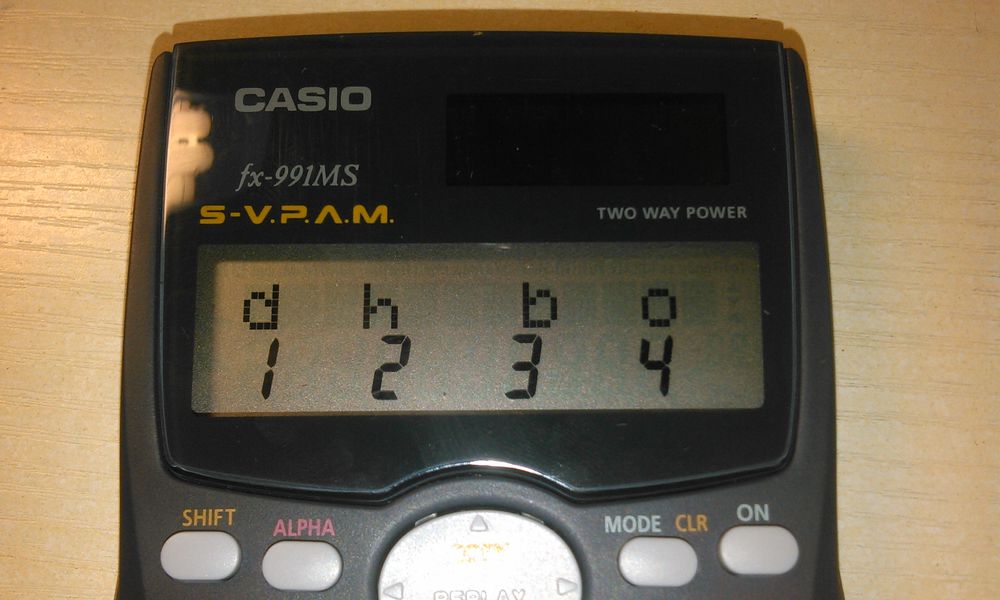 CASIO
fx-991MS
S-V.P.A.M.
TWO WAY POWER
d h b o
1 2 3 4
SHIFT ALPHA MODE CLR ON
REPLAY